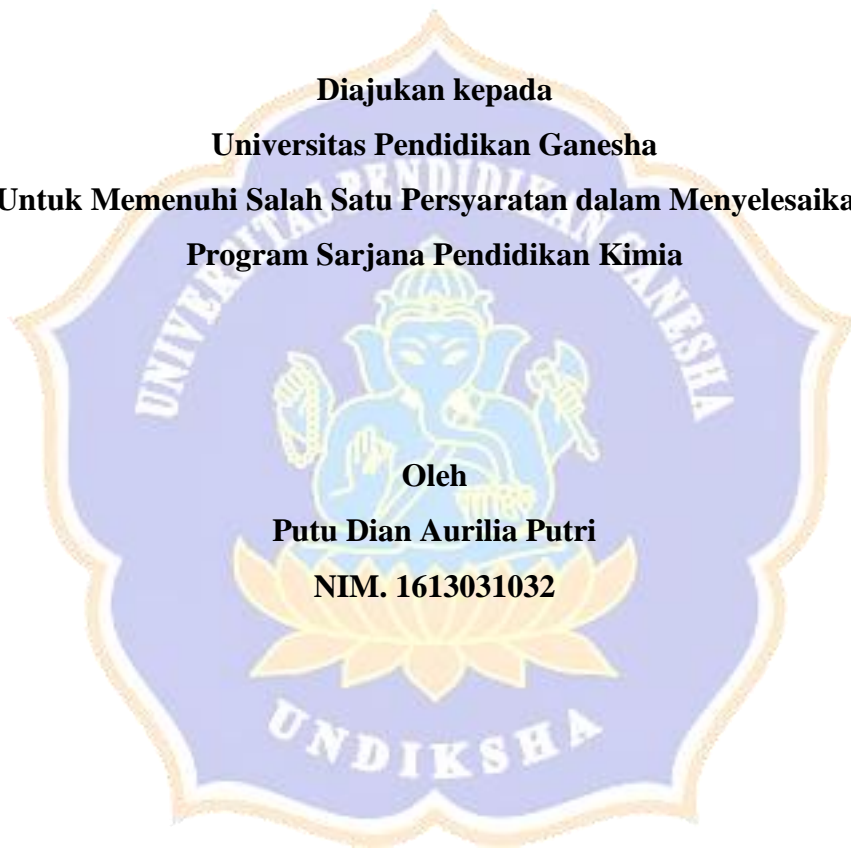 Diajukan kepada
Universitas Pendidikan Ganesha
Untuk Memenuhi Salah Satu Persyaratan dalam Menyelesaika
Program Sarjana Pendidikan Kimia
UNIVERSITAS PENDIDIKAN GANESHA
Oleh
Putu Dian Aurilia Putri
NIM. 1613031032
UNDIKSHA